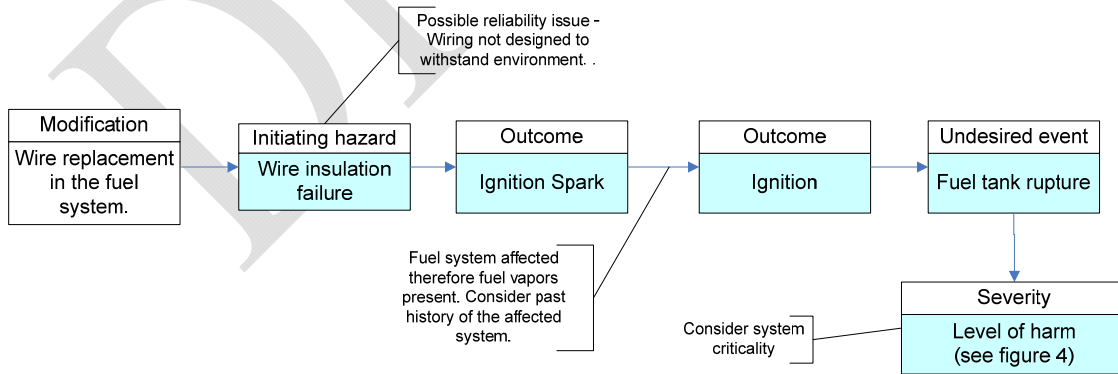 Possible reliability issue -
Wiring not designed to
withstand environment. .
Modification
Wire replacement
in the fuel
system.
Initiating hazard
Wire insulation
failure
Outcome
Ignition Spark
Outcome
Ignition
Undesired event
Fuel tank rupture
Fuel system affected
therefore fuel vapors
present. Consider past
history of the affected
system.
Consider system
criticality
Severity
Level of harm
(see figure 4)